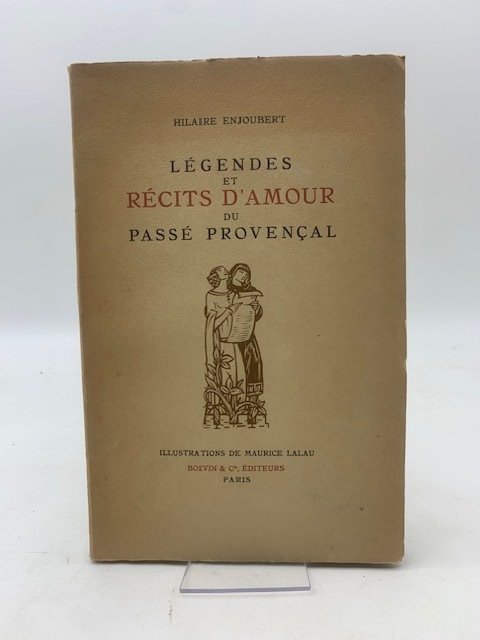 HILAIRE ENJOUBERT
LÉGENDES
ET
RÉCITS D'AMOUR
DU
PASSÉ PROVENÇAL
ILLUSTRATIONS DE MAURICE LALAU
BOIVIN & Cie, ÉDITEURS
PARIS